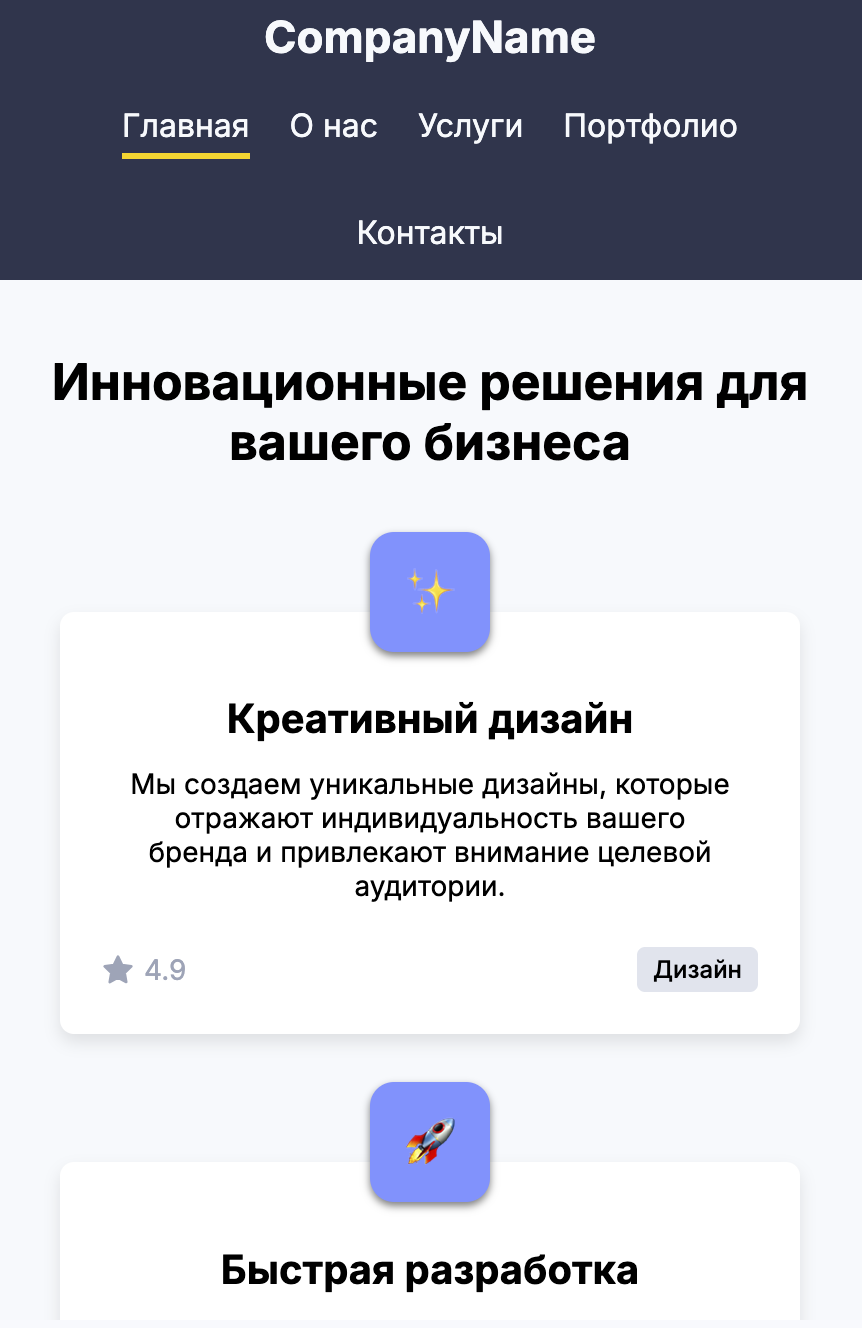 CompanyName
Главная О нас Услуги Портфолио
Контакты
Инновационные решения для
вашего бизнеса
Креативный дизайн
Мы создаем уникальные дизайны, которые
отражают индивидуальность вашего
бренда и привлекают внимание целевой
аудитории.
4.9 Дизайн
Быстрая разработка